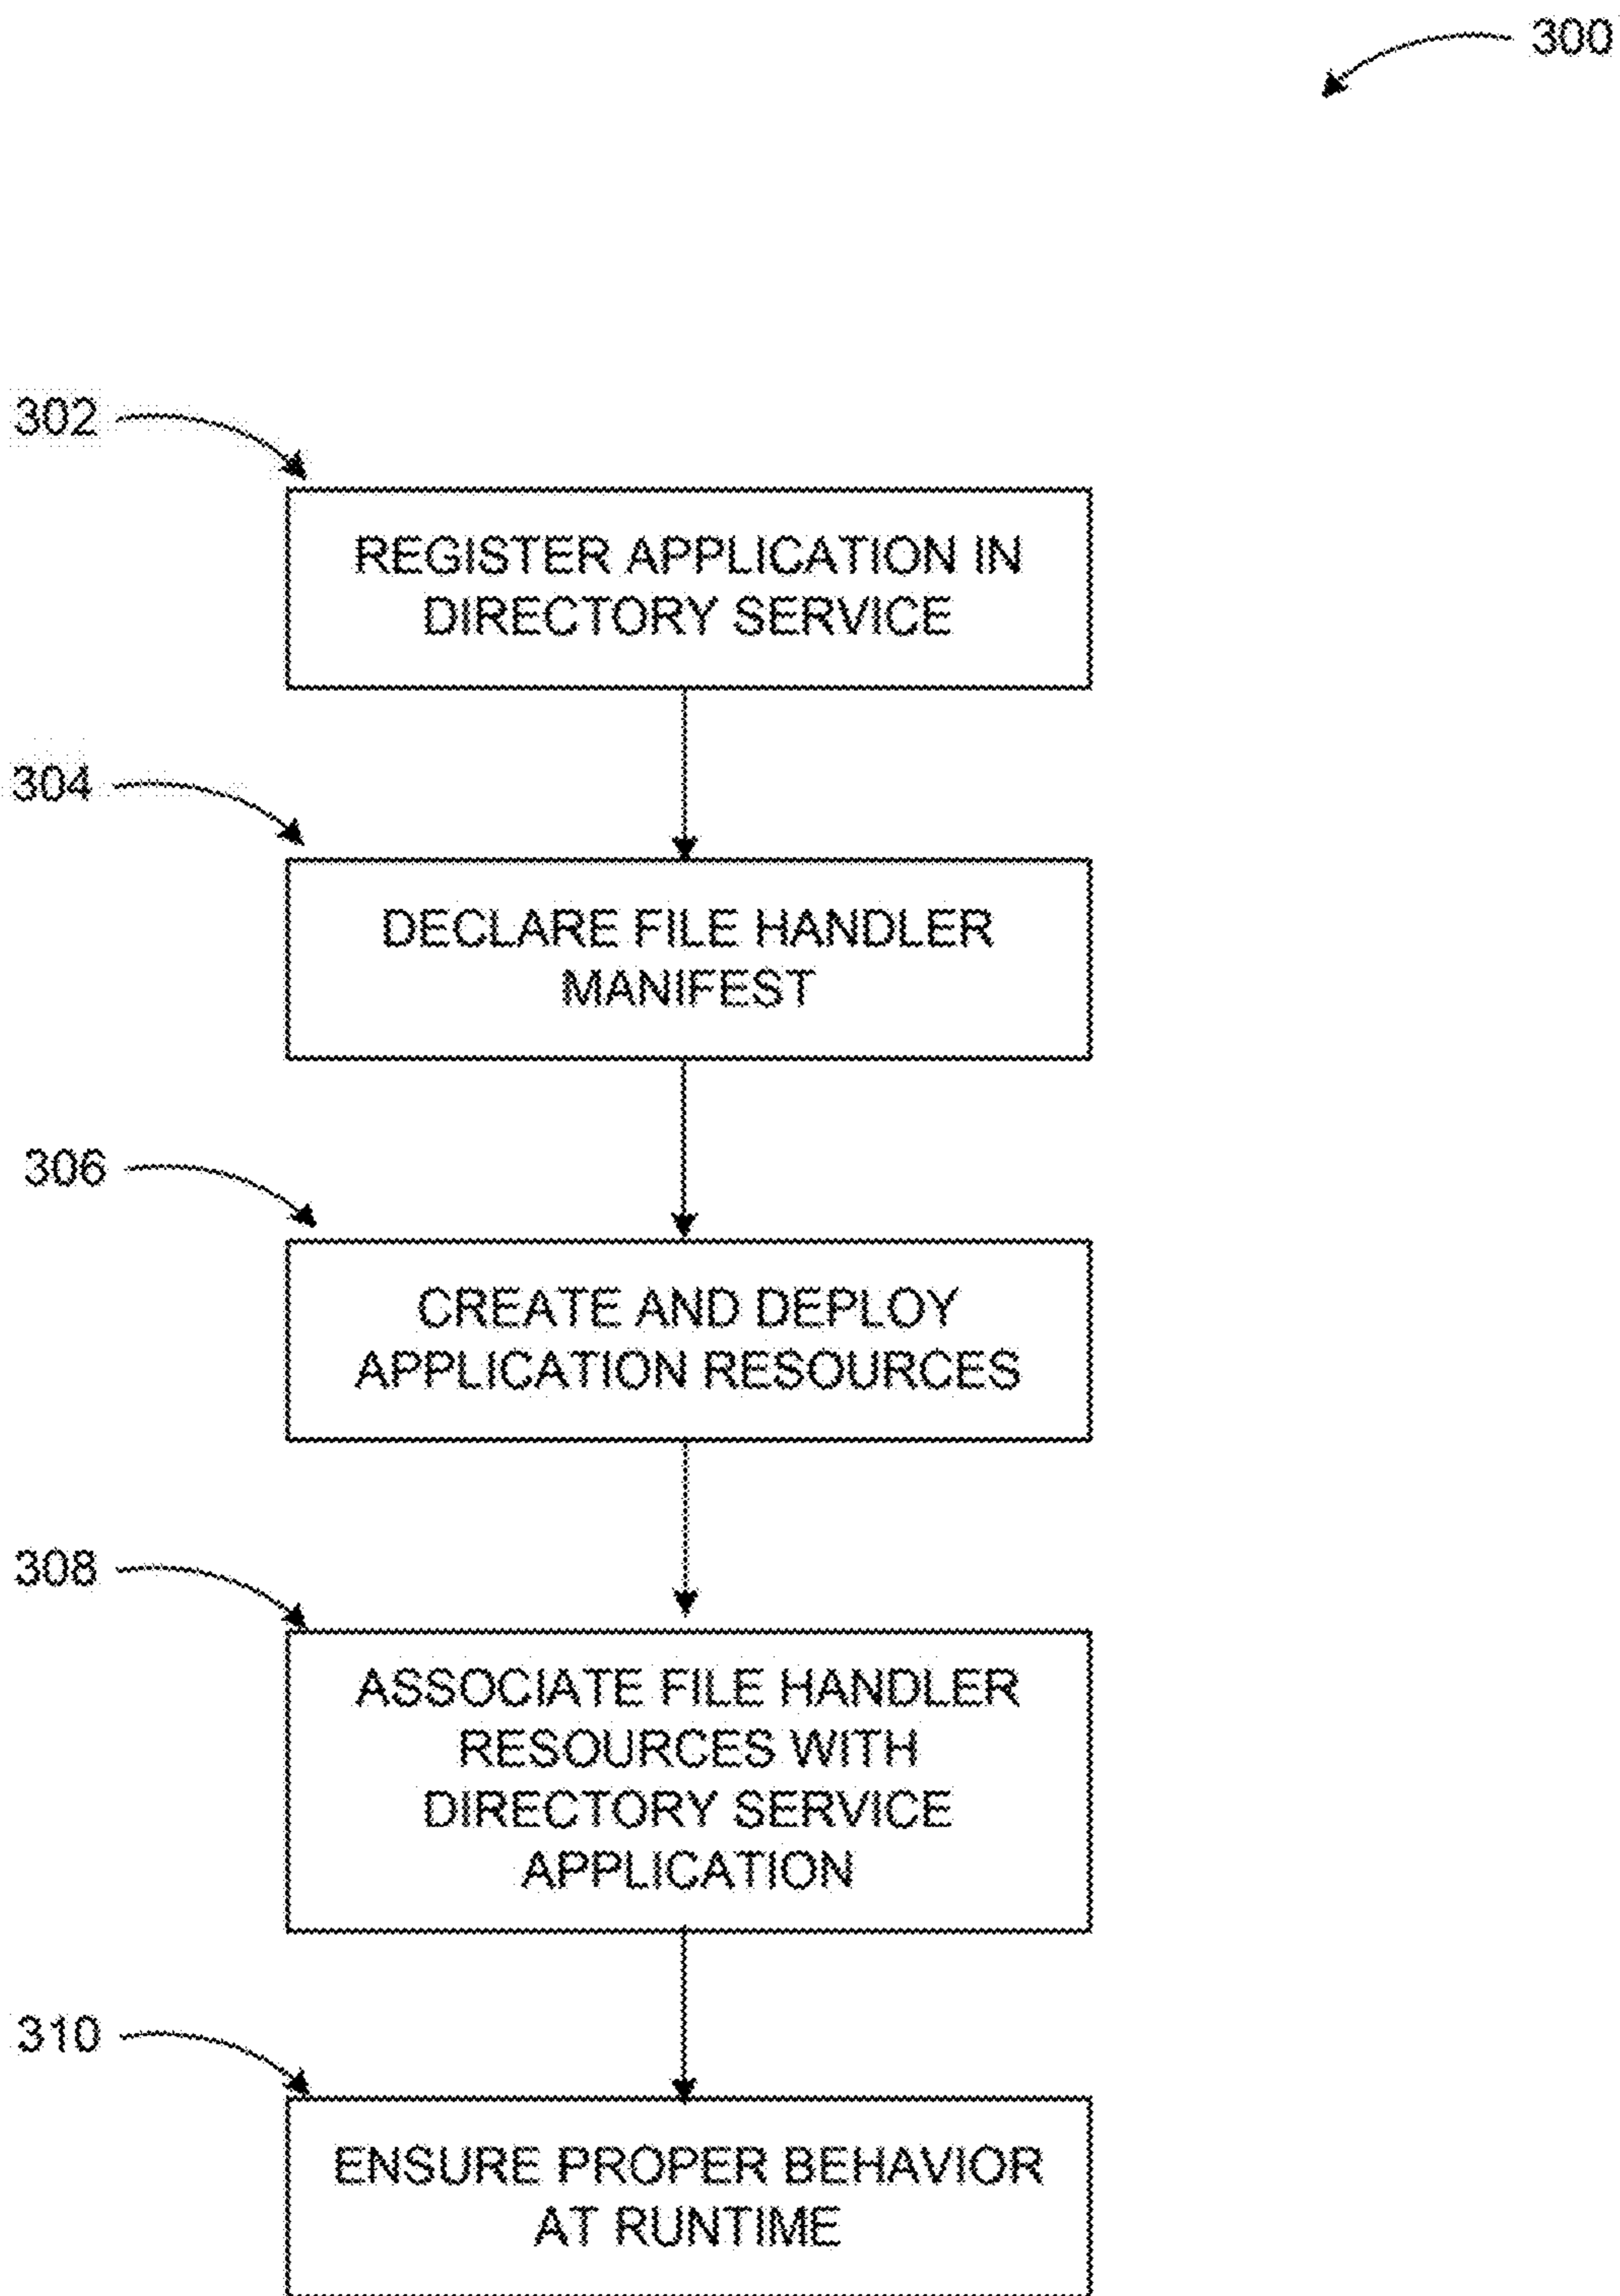 300
302
REGISTER APPLICATION IN
DIRECTORY SERVICE
304
DECLARE FILE HANDLER
MANIFEST
306
CREATE AND DEPLOY
APPLICATION RESOURCES
308
ASSOCIATE FILE HANDLER
RESOURCES WITH
DIRECTORY SERVICE
APPLICATION
310
ENSURE PROPER BEHAVIOR
AT RUNTIME